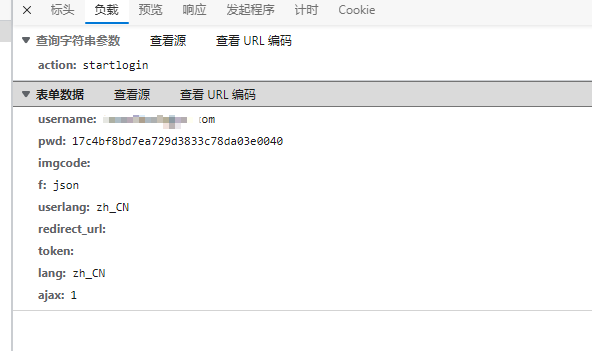 标头 负载 预览 响应 发起程序 计时 Cookie
查询字符串参数 查看源 查看 URL 编码
action: startlogin
表单数据 查看源 查看 URL 编码
username: com
pwd: 17c4bf8bd7ea729d3833c78da03e0040
imgcode:
f: json
userlang: zh_CN
redirect_url:
token:
lang: zh_CN
ajax: 1